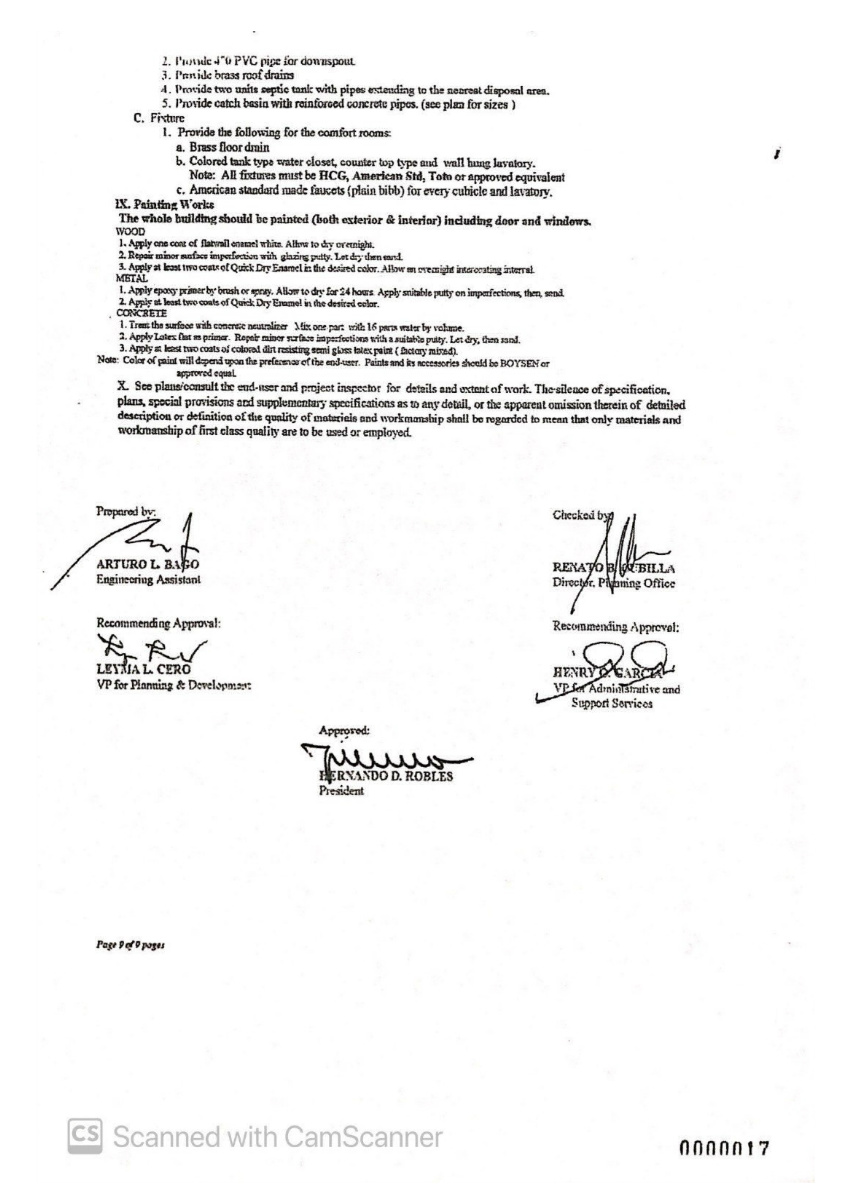 2. Provide 4"0 PVC pipe for downspout
3. Provide brass roof drains
4. Provide two units septic tank with pipes extending to the nearest disposal area.
5. Provide catch basin with reinforced concrete pipes. (see plan for sizes )
C. Fixture
1. Provide the following for the comfort rooms:
a. Brass floor drain
b. Colored tank type water closet, counter top type and wall hung lavatory.
Note: All fixtures must be HCG, American Std, Toto or approved equivalent
c. American standard made faucets (plain bibb) for every cubicle and lavatory.
IX. Painting Works
The whole building should be painted (both exterior & interior) including door and windows.
WOOD
1. Apply one coat of flatwall enamel white. Allow to dry overnight.
2. Repair minor surface imperfection with glazing putty. Let dry then sand.
3. Apply at least two coats of Quick Dry Enamel in the desired color. Allow an overnight intercoating interval.
METAL
1. Apply epoxy primer by brush or spray. Allow to dry for 24 hours. Apply suitable putty on imperfections, then, send.
2. Apply at least two coats of Quick Dry Enamel in the desired color.
CONCRETE
1. Treat the surface with concrete neutralizer Mix one part with 16 parts water by volume.
2. Apply Latex flat as primer. Repair minor surface imperfections with a suitable putty. Let dry, then sand.
3. Apply at least two coats of colored dirt resisting semi gloss latex paint ( factory mixed).
Note: Color of paint will depend upon the preference of the end-user. Paints and its accessories should be BOYSEN or
approved equal.
X. See plans/consult the end-user and project inspector for details and extent of work. The silence of specification,
plans, special provisions and supplementary specifications as to any detail, or the apparent omission therein of detailed
description or definition of the quality of materials and workmanship shall be regarded to mean that only materials and
workmanship of first class quality are to be used or employed.
Prepared by:
ARTURO L. BAGO
Engineering Assistant
Checked by:
RENATO B. UBILLA
Director, Planning Office
Recommending Approval:
LEYMA L. CERO
VP for Planning & Development
Recommending Approval:
HENRY GARCIA
VP for Administrative and
Support Services
Approved:
HERNANDO D. ROBLES
President
Page 9 of 9 pages
CS Scanned with CamScanner
0000017